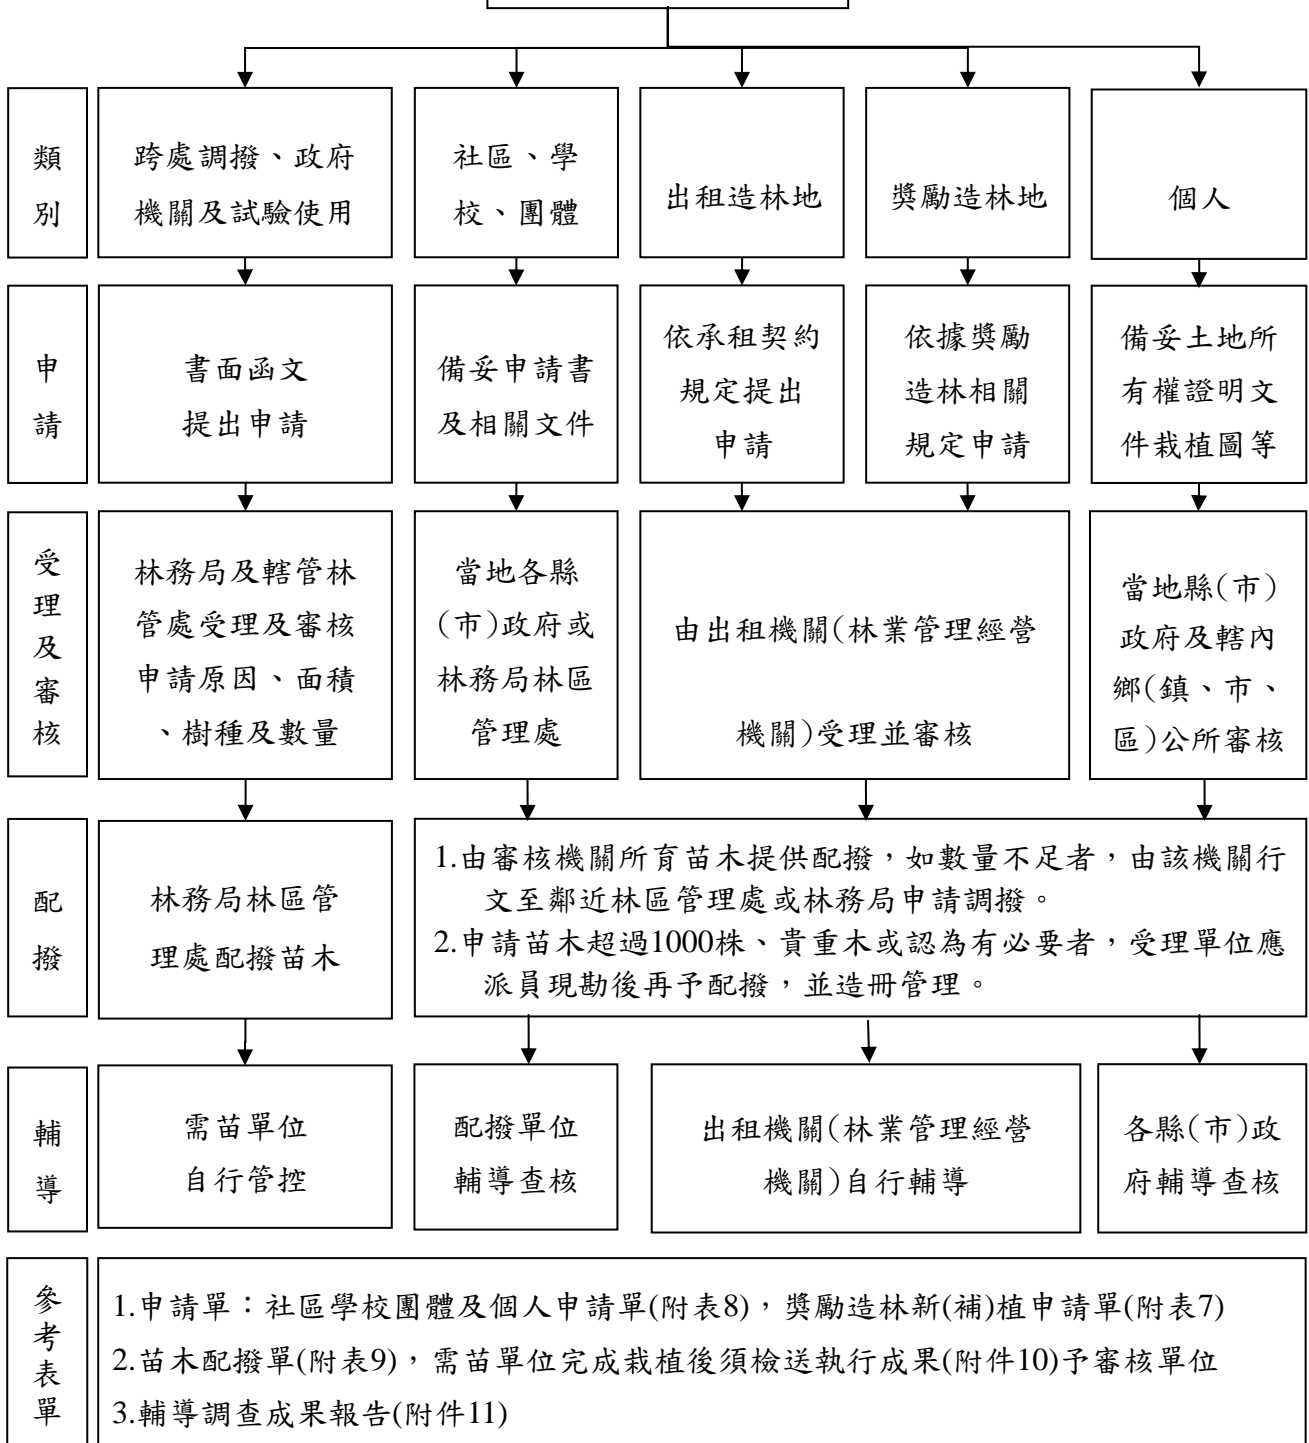 類
別
跨處調撥、政府
機關及試驗使用
社區、學
校、團體
出租造林地
獎勵造林地
個人
申
請
書面函文
提出申請
備妥申請書
及相關文件
依承租契約
規定提出
申請
依據獎勵
造林相關
規定申請
備妥土地所
有權證明文
件栽植圖等
受
理
及
審
核
林務局及轄管林
管處受理及審核
申請原因、面積
、樹種及數量
當地各縣
(市)政府或
林務局林區
管理處
由出租機關(林業管理經營
機關)受理並審核
當地縣(市)
政府及轄內
鄉(鎮、市、
區)公所審核
配
撥
林務局林區管
理處配撥苗木
1.由審核機關所育苗木提供配撥，如數量不足者，由該機關行
文至鄰近林區管理處或林務局申請調撥。
2.申請苗木超過1000株、貴重木或認為有必要者，受理單位應
派員現勘後再予配撥，並造冊管理。
輔
導
需苗單位
自行管控
配撥單位
輔導查核
出租機關(林業管理經營
機關)自行輔導
各縣(市)政
府輔導查核
參
考
表
單
1.申請單：社區學校團體及個人申請單(附表8)，獎勵造林新(補)植申請單(附表7)
2.苗木配撥單(附表9)，需苗單位完成栽植後須檢送執行成果(附件10)予審核單位
3.輔導調查成果報告(附件11)